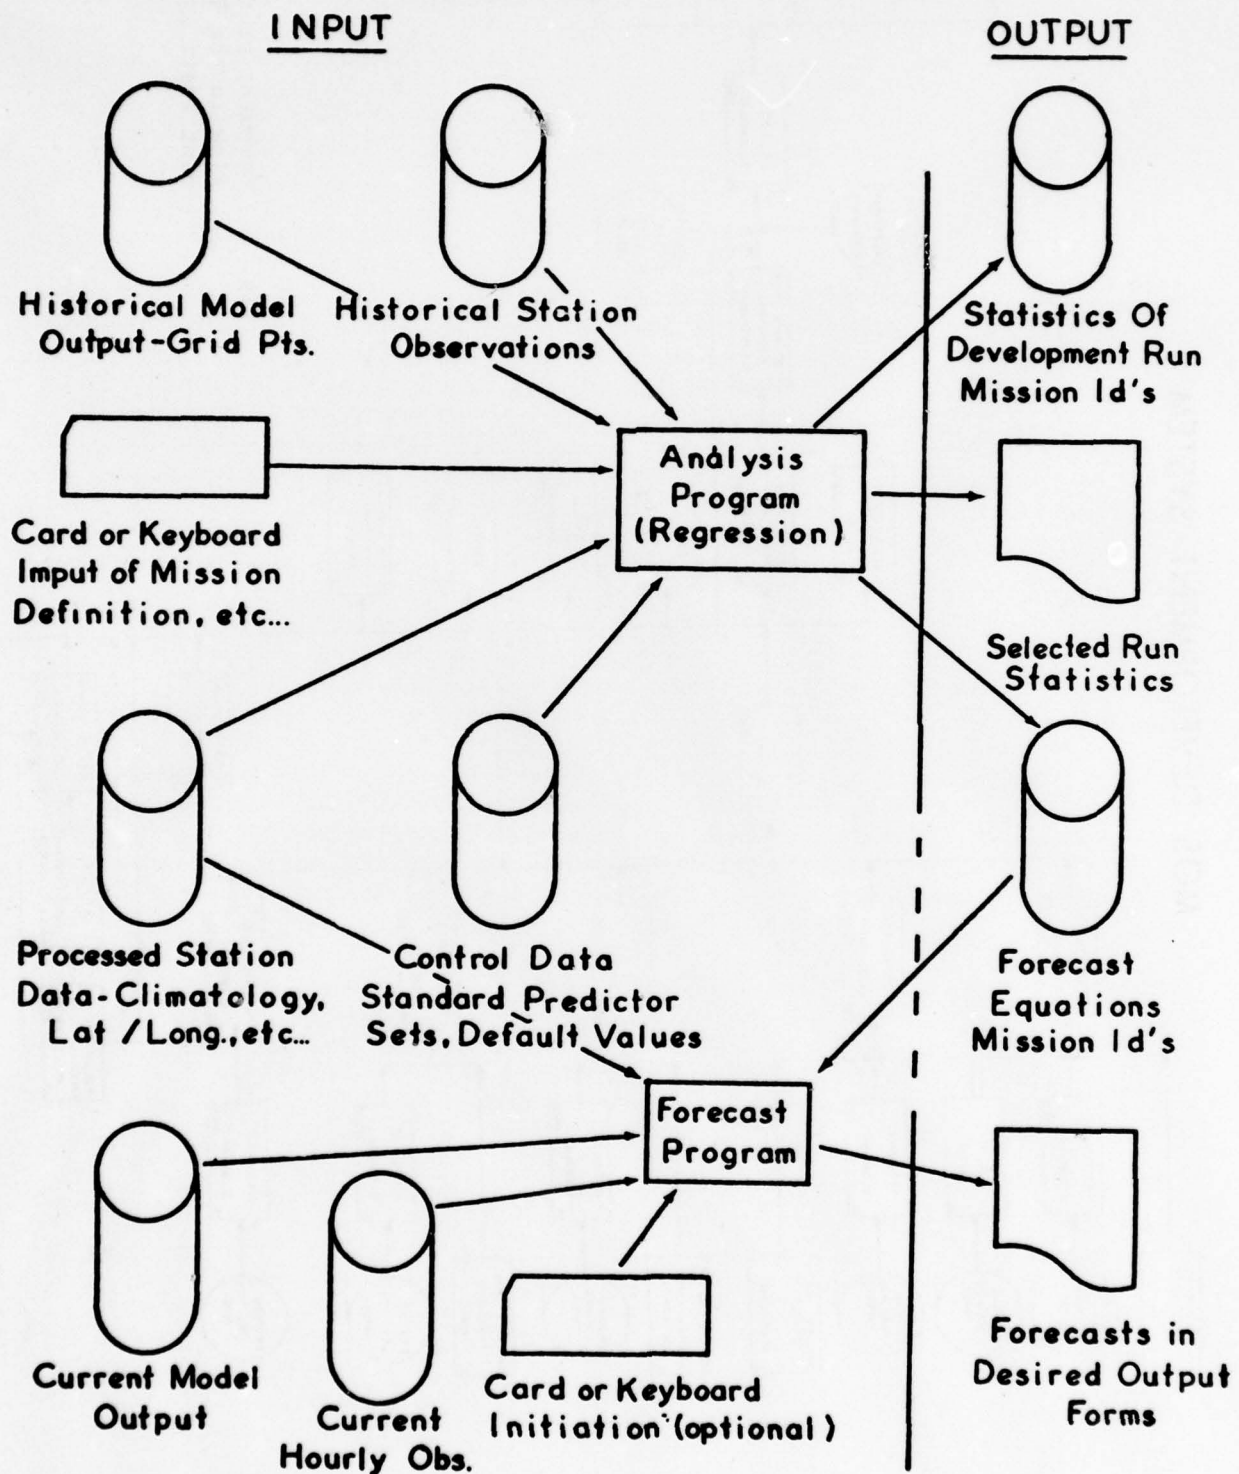 INPUT
OUTPUT
Historical Model
Output-Grid Pts.
Historical Station
Observations
Statistics Of
Development Run
Mission Id's
Analysis
Program
(Regression)
Card or Keyboard
Imput of Mission
Definition, etc...
Selected Run
Statistics
Processed Station
Data-Climatology,
Lat / Long., etc...
Control Data
Standard Predictor
Sets, Default Values
Forecast
Equations
Mission Id's
Forecast
Program
Current Model
Output
Current
Hourly Obs.
Card or Keyboard
Initiation (optional)
Forecasts in
Desired Output
Forms